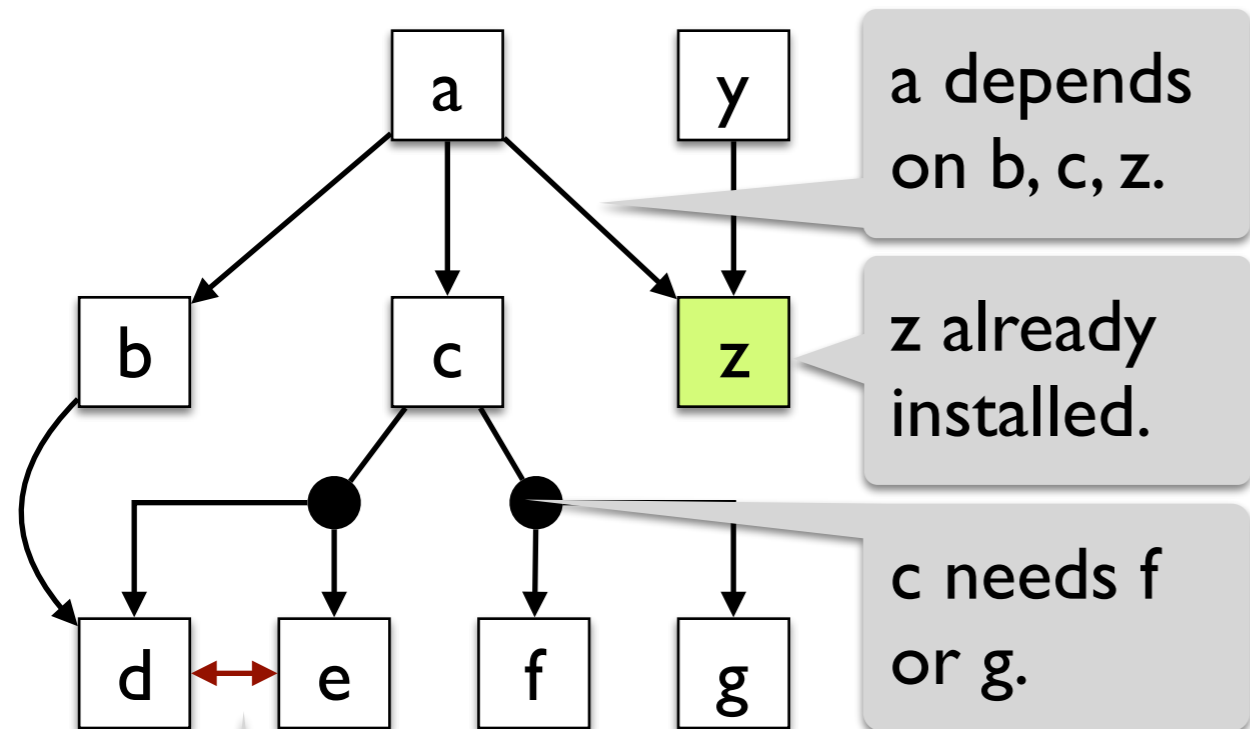 a
y
a depends
on b, c, z.
b
c
z
z already
installed.
c needs f
or g.
d
e
f
g